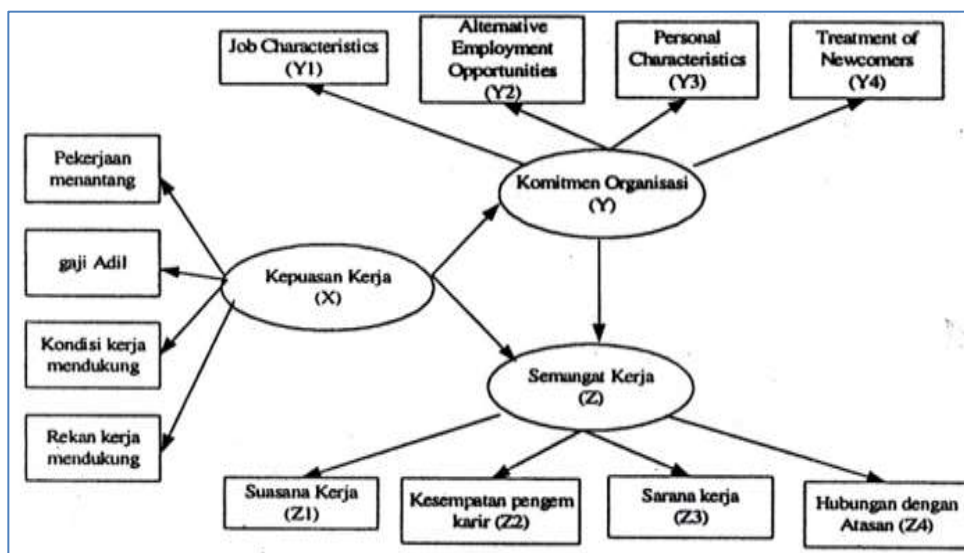 Job Characteristics
(Y1)
Alternative
Employment
Opportunities
(Y2)
Personal
Characteristics
(Y3)
Treatment of
Newcomers
(Y4)
Pekerjaan
menantang
gaji Adil
Kondisi kerja
mendukung
Rekan kerja
mendukung
Kepuasan Kerja
(X)
Komitmen Organisasi
(Y)
Semangat Kerja
(Z)
Suasana Kerja
(Z1)
Kesempatan pengem
karir (Z2)
Sarana kerja
(Z3)
Hubungan dengan
Atasan (Z4)